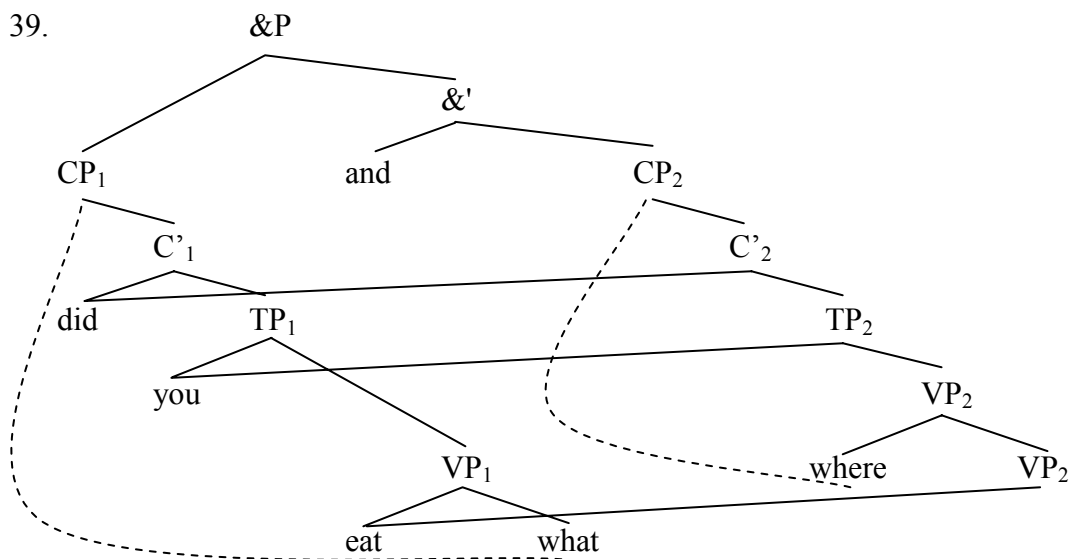 39. &P
&'
CP₁ and CP₂
C’₁ C’₂
did TP₁ TP₂
you VP₂
VP₁ where VP₂
eat what